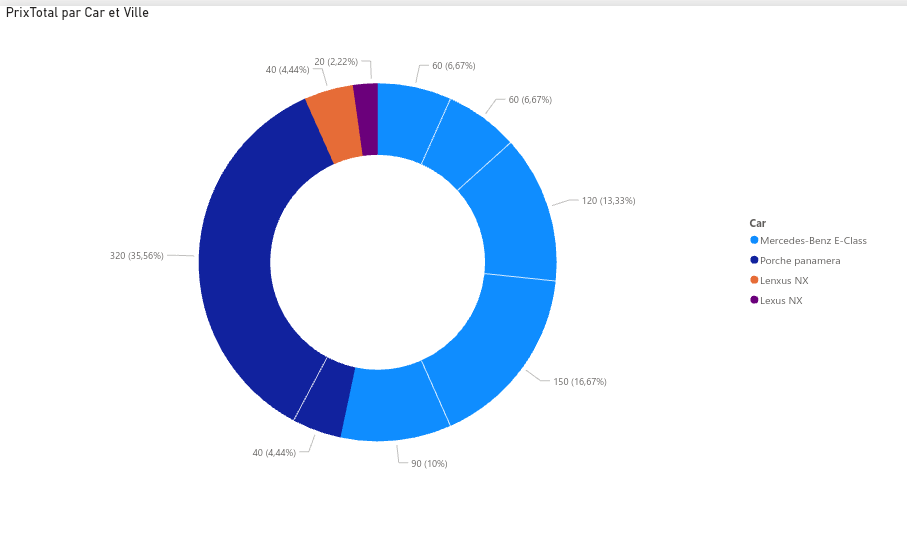 PrixTotal par Car et Ville
20 (2,22%)
40 (4,44%)
60 (6,67%)
60 (6,67%)
120 (13,33%)
320 (35,56%)
150 (16,67%)
40 (4,44%)
90 (10%)
Car
Mercedes-Benz E-Class
Porche panamera
Lenxus NX
Lexus NX